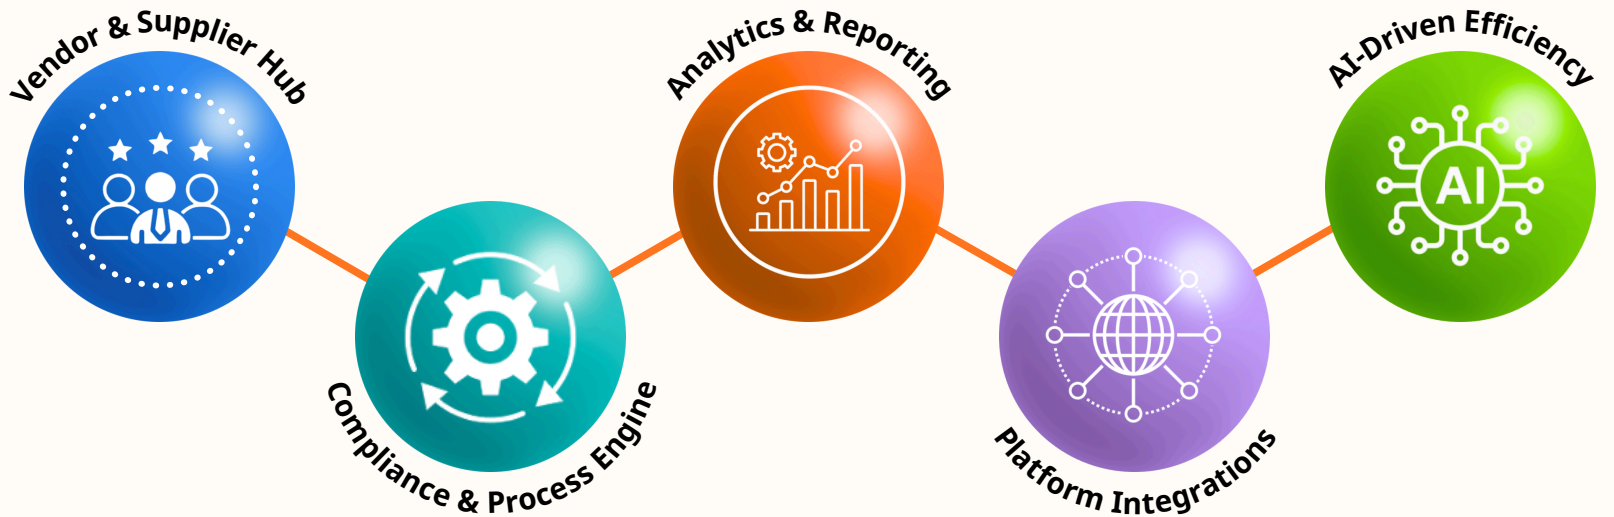 Vendor & Supplier Hub
Compliance & Process Engine
Analytics & Reporting
Platform Integrations
AI-Driven Efficiency
AI